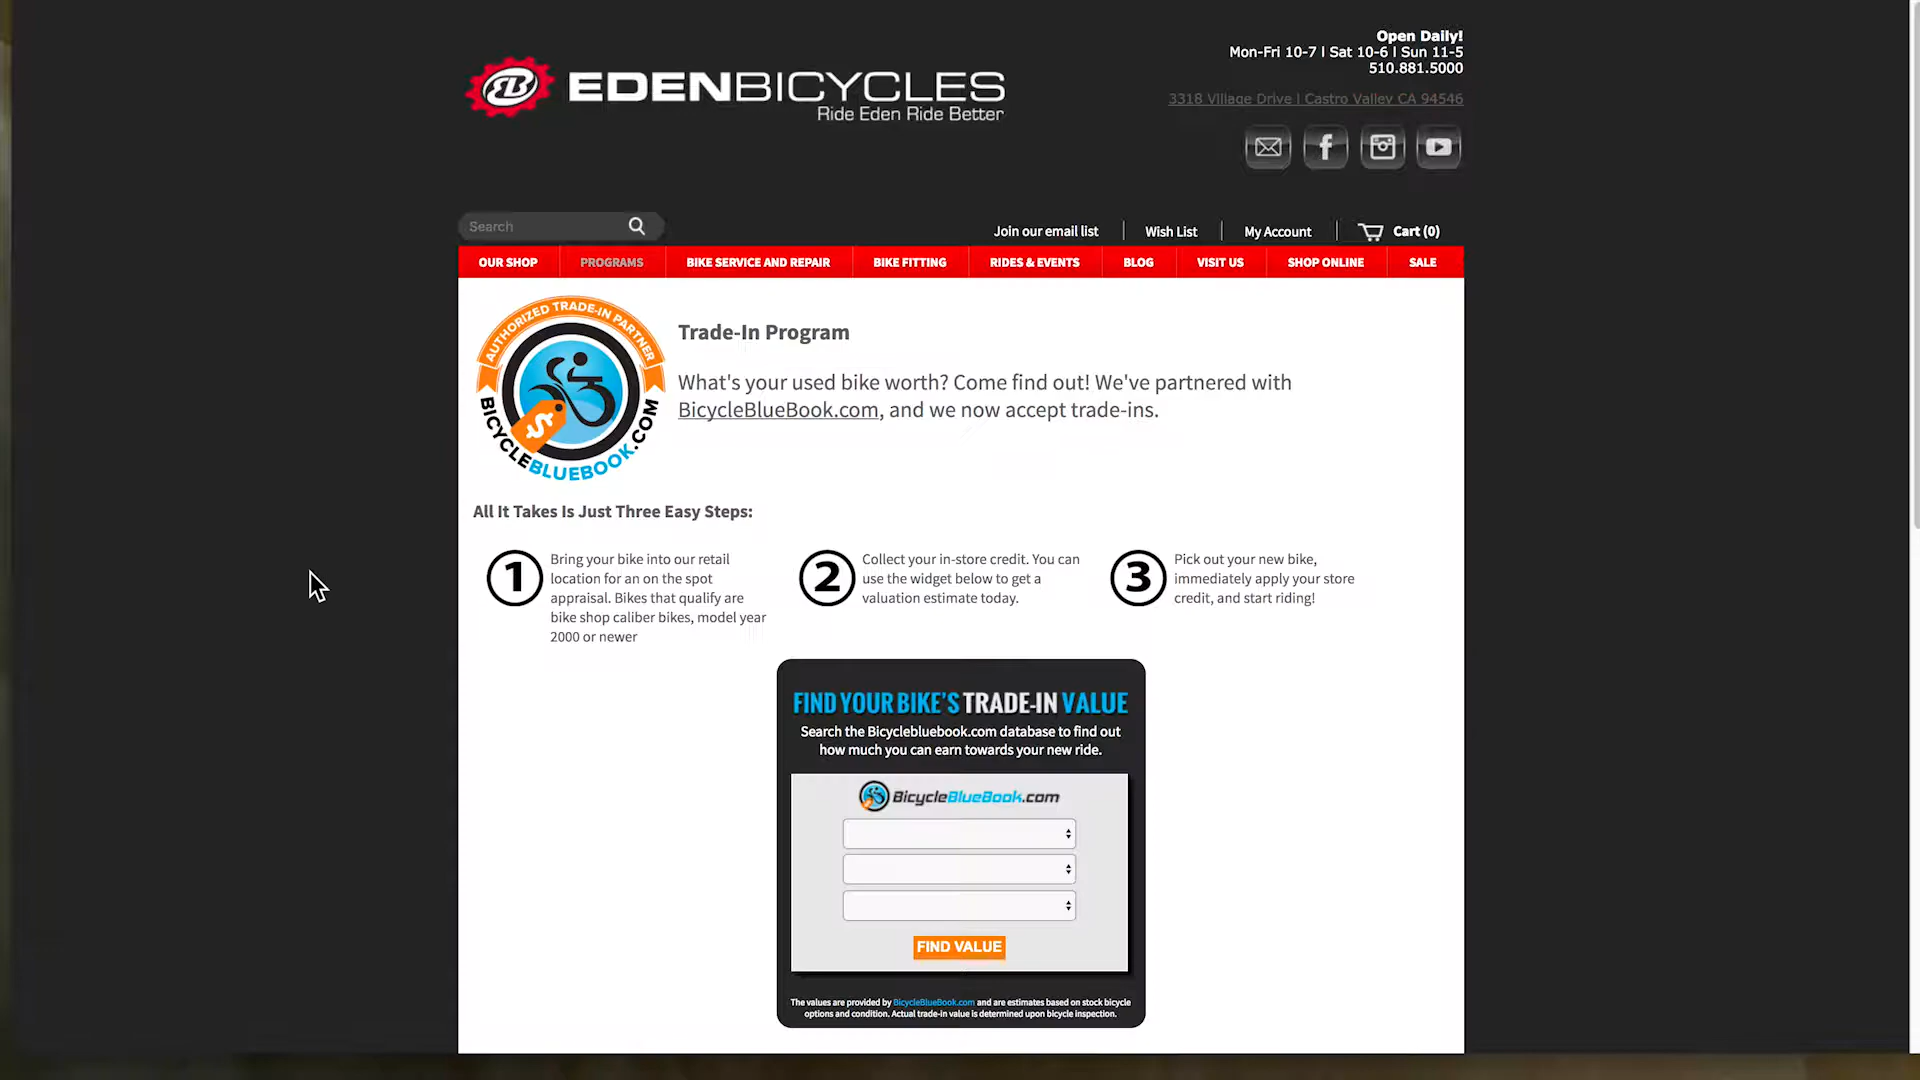 Open Daily!
Mon-Fri 10-7 | Sat 10-6 | Sun 11-5
510.881.5000
3318 Village Drive | Castro Valley CA 94546
EDENBICYCLES
Ride Eden Ride Better
Search
Join our email list
Wish List
My Account
Cart (0)
OUR SHOP
PROGRAMS
BIKE SERVICE AND REPAIR
BIKE FITTING
RIDES & EVENTS
BLOG
VISIT US
SHOP ONLINE
SALE
AUTHORIZED TRADE-IN PARTNER
$
BICYCLEBLUEBOOK.COM
Trade-In Program
What's your used bike worth? Come find out! We've partnered with
BicycleBlueBook.com, and we now accept trade-ins.
All It Takes Is Just Three Easy Steps:
1
Bring your bike into our retail
location for an on the spot
appraisal. Bikes that qualify are
bike shop caliber bikes, model year
2000 or newer
2
Collect your in-store credit. You can
use the widget below to get a
valuation estimate today.
3
Pick out your new bike,
immediately apply your store
credit, and start riding!
FIND YOUR BIKE'S TRADE-IN VALUE
Search the Bicyclebluebook.com database to find out
how much you can earn towards your new ride.
BicycleBlueBook.com
FIND VALUE
The values are provided by BicycleBlueBook.com and are estimates based on stock bicycle
options and condition. Actual trade-in value is determined upon bicycle inspection.